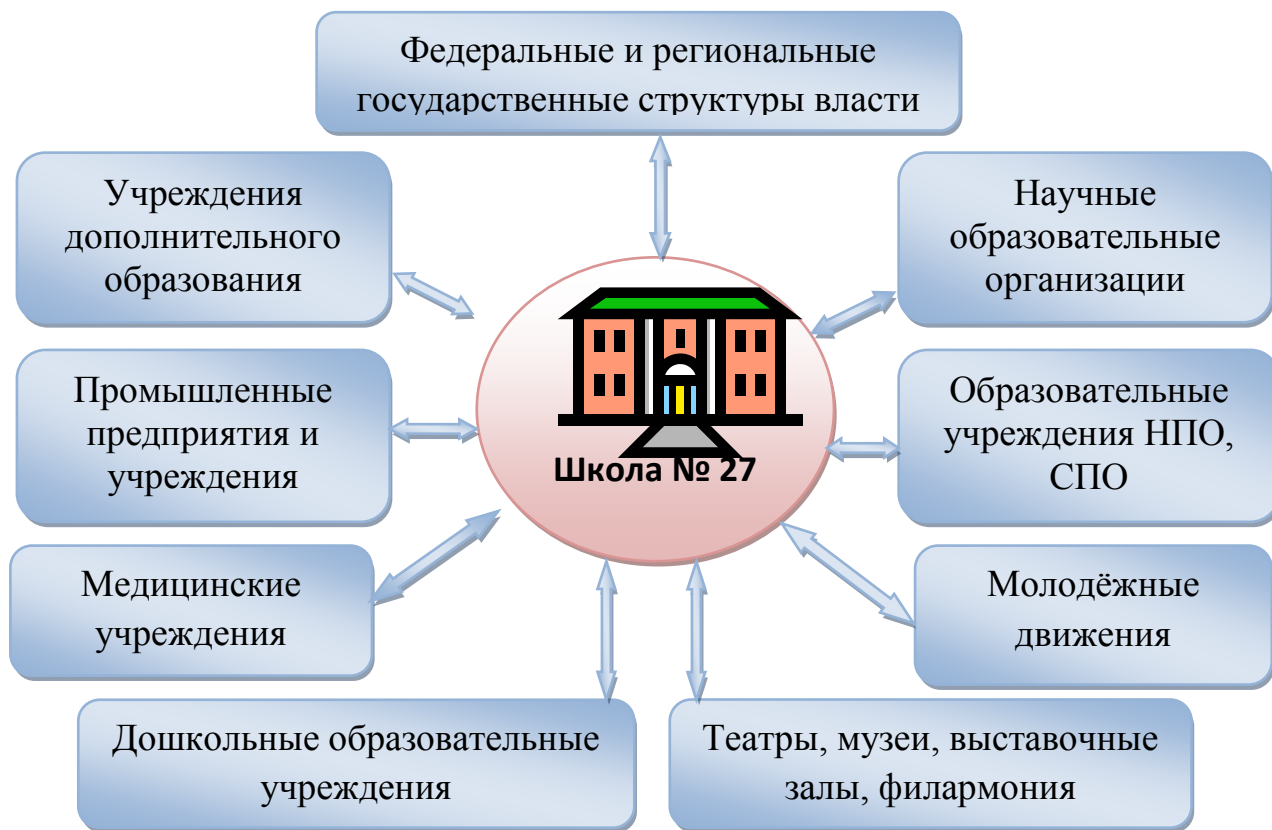 Федеральные и региональные
государственные структуры власти
Учреждения
дополнительного
образования
Научные
образовательные
организации
Промышленные
предприятия и
учреждения
Школа № 27
Образовательные
учреждения НПО,
СПО
Медицинские
учреждения
Молодёжные
движения
Дошкольные образовательные
учреждения
Театры, музеи, выставочные
залы, филармония